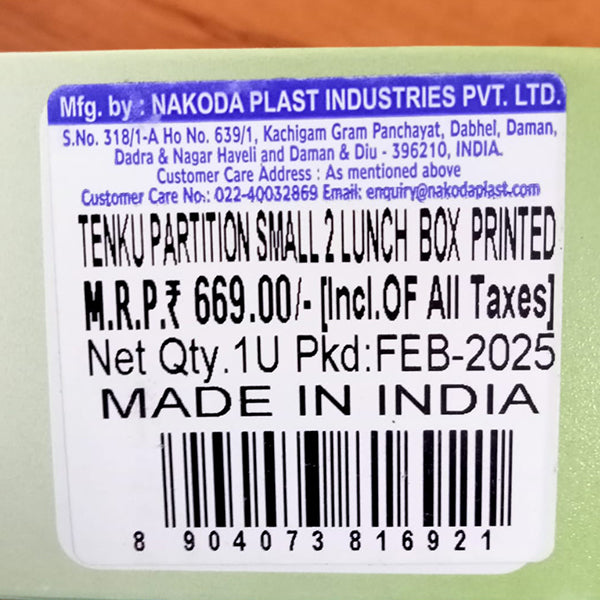 Mfg. by : NAKODA PLAST INDUSTRIES PVT. LTD.
S.No. 318/1-A Ho No. 639/1, Kachigam Gram Panchayat, Dabhel, Daman,
Dadra & Nagar Haveli and Daman & Diu - 396210, INDIA.
Customer Care Address : As mentioned above
Customer Care No.: 022-40032869 Email: enquiry@nakodaplast.com
TENKU PARTITION SMALL 2 LUNCH BOX PRINTED
M.R.P.₹ 669.00/- [Incl.OF All Taxes]
Net Qty.1U Pkd:FEB-2025
MADE IN INDIA
8 904073 816921